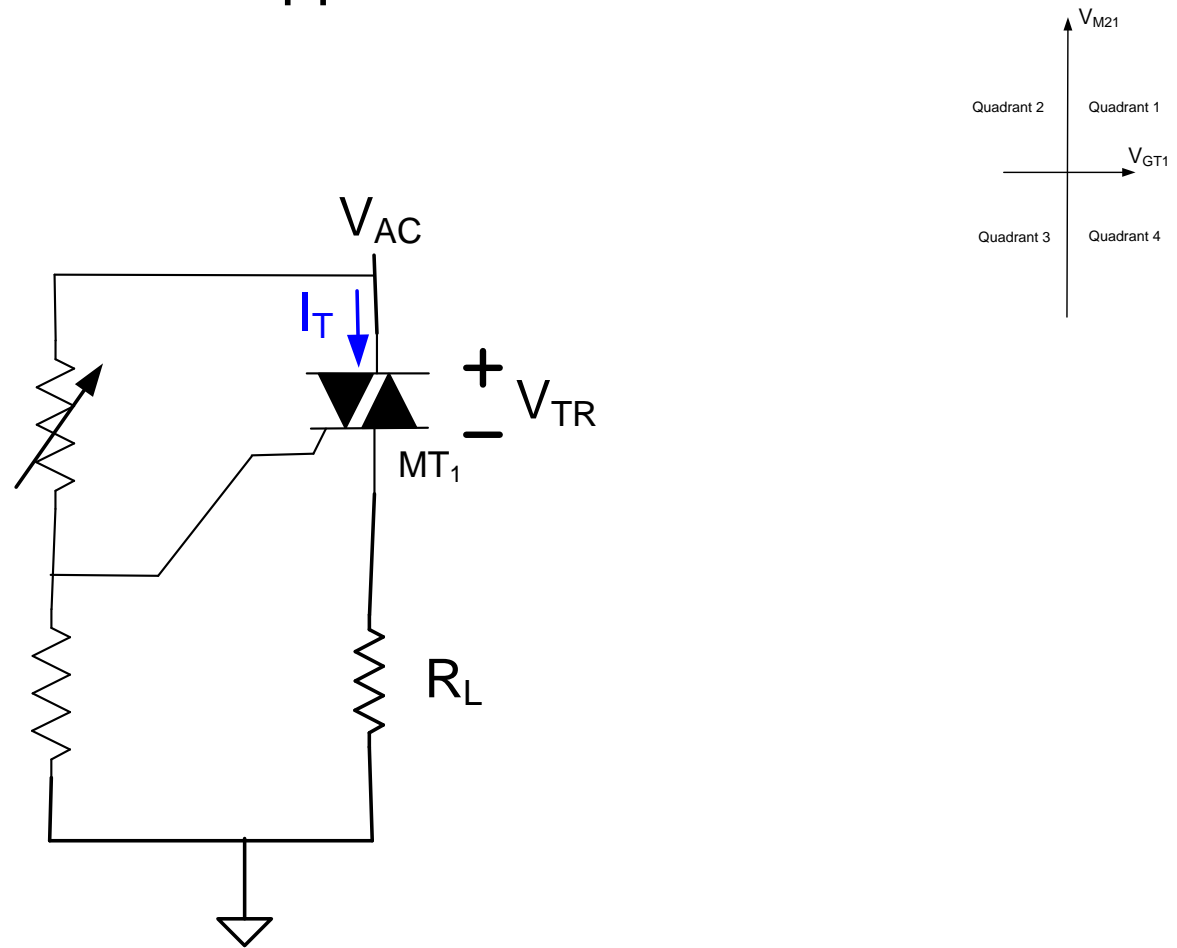 V_M21
Quadrant 2
Quadrant 1
V_GT1
Quadrant 3
Quadrant 4
V_AC
I_T
+
V_TR
−
MT_1
R_L